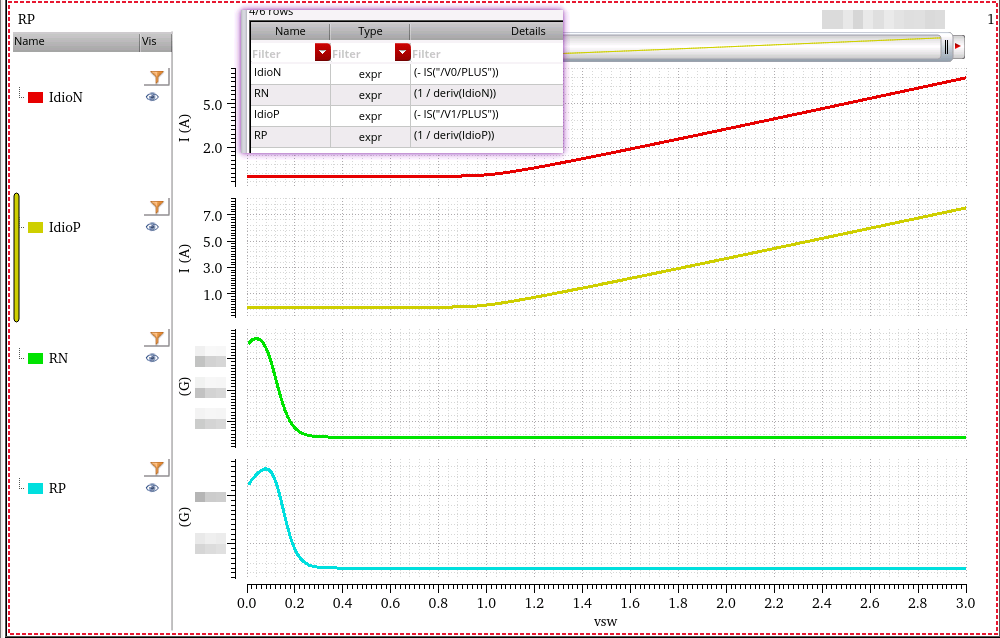 RP
1
Name Vis
4/6 rows
Name Type Details
Filter Filter Filter
IdioN expr (- IS("/V0/PLUS"))
RN expr (1 / deriv(IdioN))
IdioP expr (- IS("/V1/PLUS"))
RP expr (1 / deriv(IdioP))
IdioN
I (A)
5.0
2.0
IdioP
I (A)
7.0
5.0
3.0
1.0
RN
(G)
RP
(G)
0.0 0.2 0.4 0.6 0.8 1.0 1.2 1.4 1.6 1.8 2.0 2.2 2.4 2.6 2.8 3.0
vsw